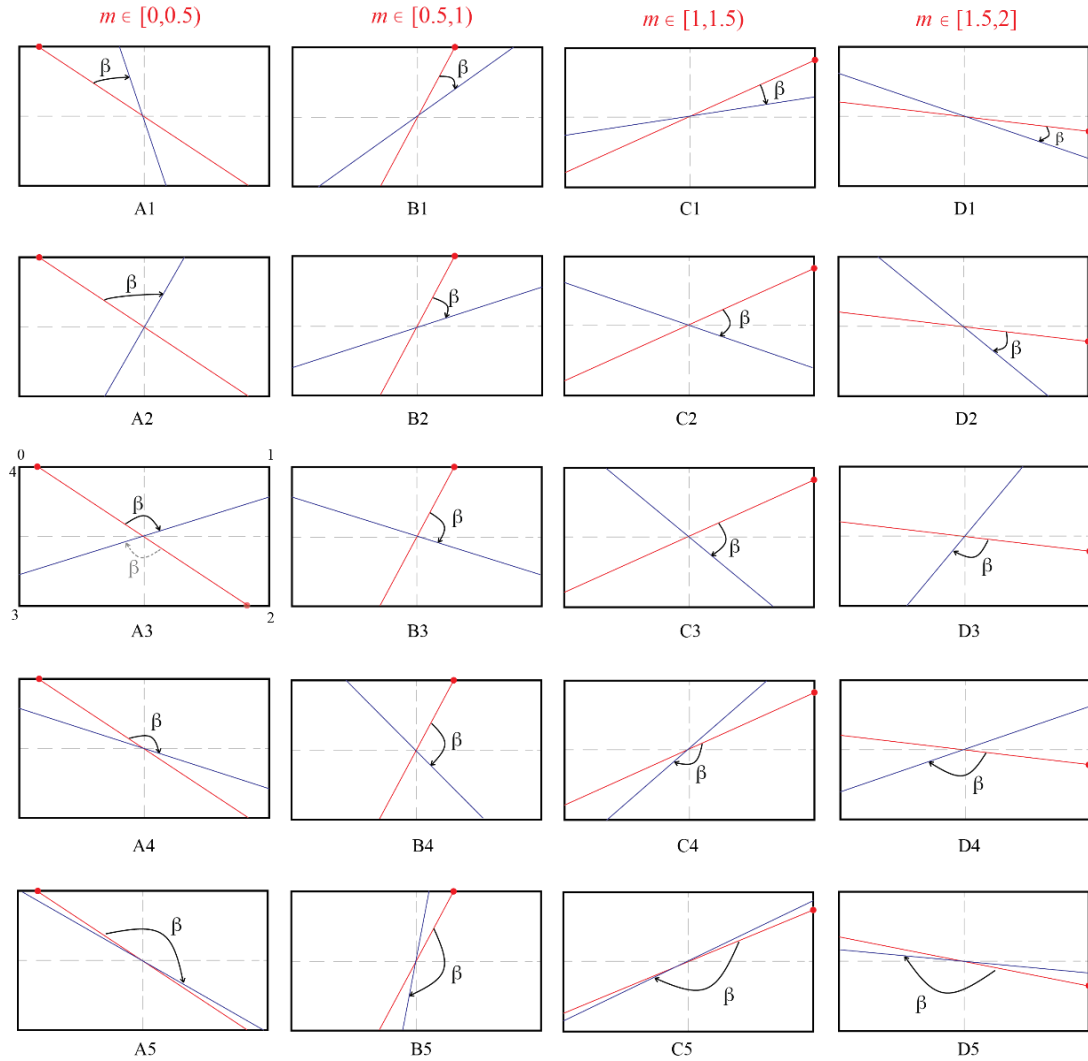 m ∈ [0,0.5) m ∈ [0.5,1) m ∈ [1,1.5) m ∈ [1.5,2]
β β β β
A1 B1 C1 D1
β β β β
A2 B2 C2 D2
0 1
4
β β β β
β
3 2
A3 B3 C3 D3
β β β β
A4 B4 C4 D4
β β β β
A5 B5 C5 D5